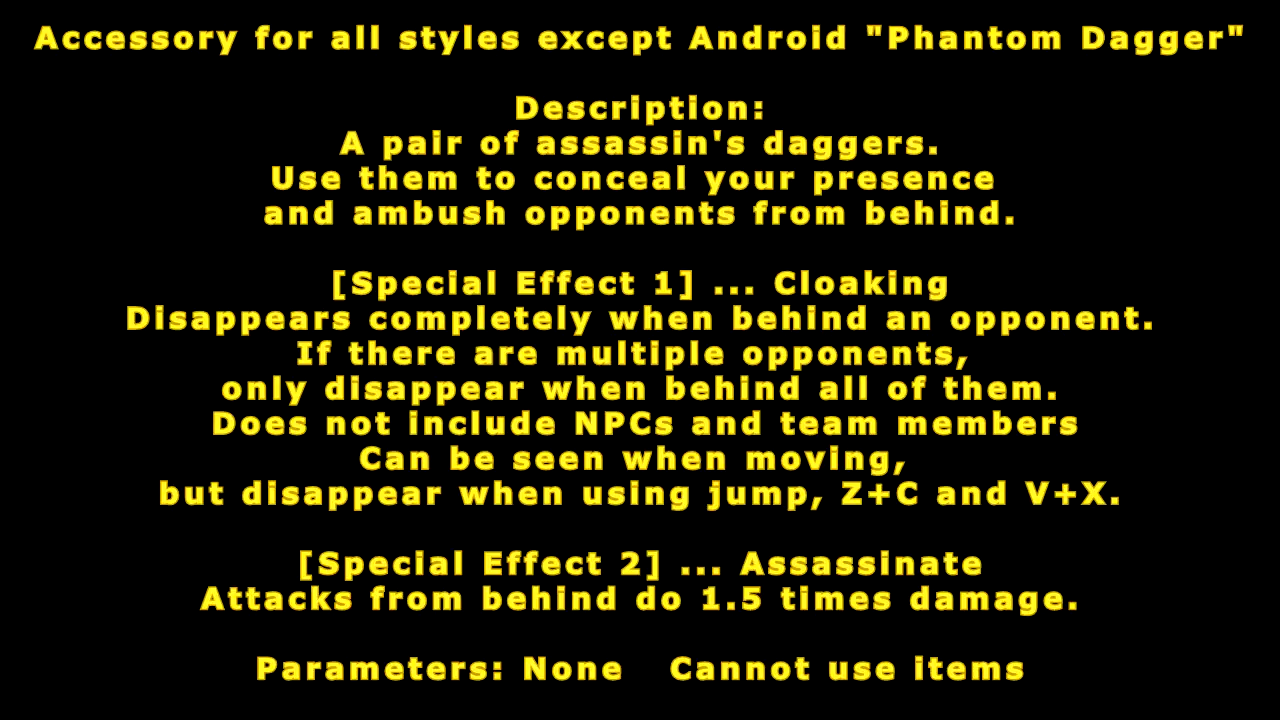 Accessory for all styles except Android "Phantom Dagger"
Description:
A pair of assassin's daggers.
Use them to conceal your presence
and ambush opponents from behind.
[Special Effect 1] ... Cloaking
Disappears completely when behind an opponent.
If there are multiple opponents,
only disappear when behind all of them.
Does not include NPCs and team members
Can be seen when moving,
but disappear when using jump, Z+C and V+X.
[Special Effect 2] ... Assassinate
Attacks from behind do 1.5 times damage.
Parameters: None   Cannot use items